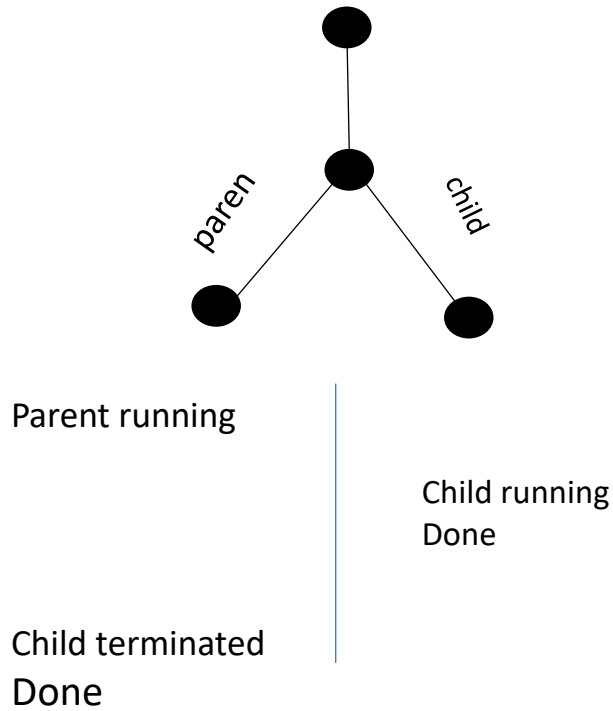 paren
child
Parent running
Child running
Done
Child terminated
Done